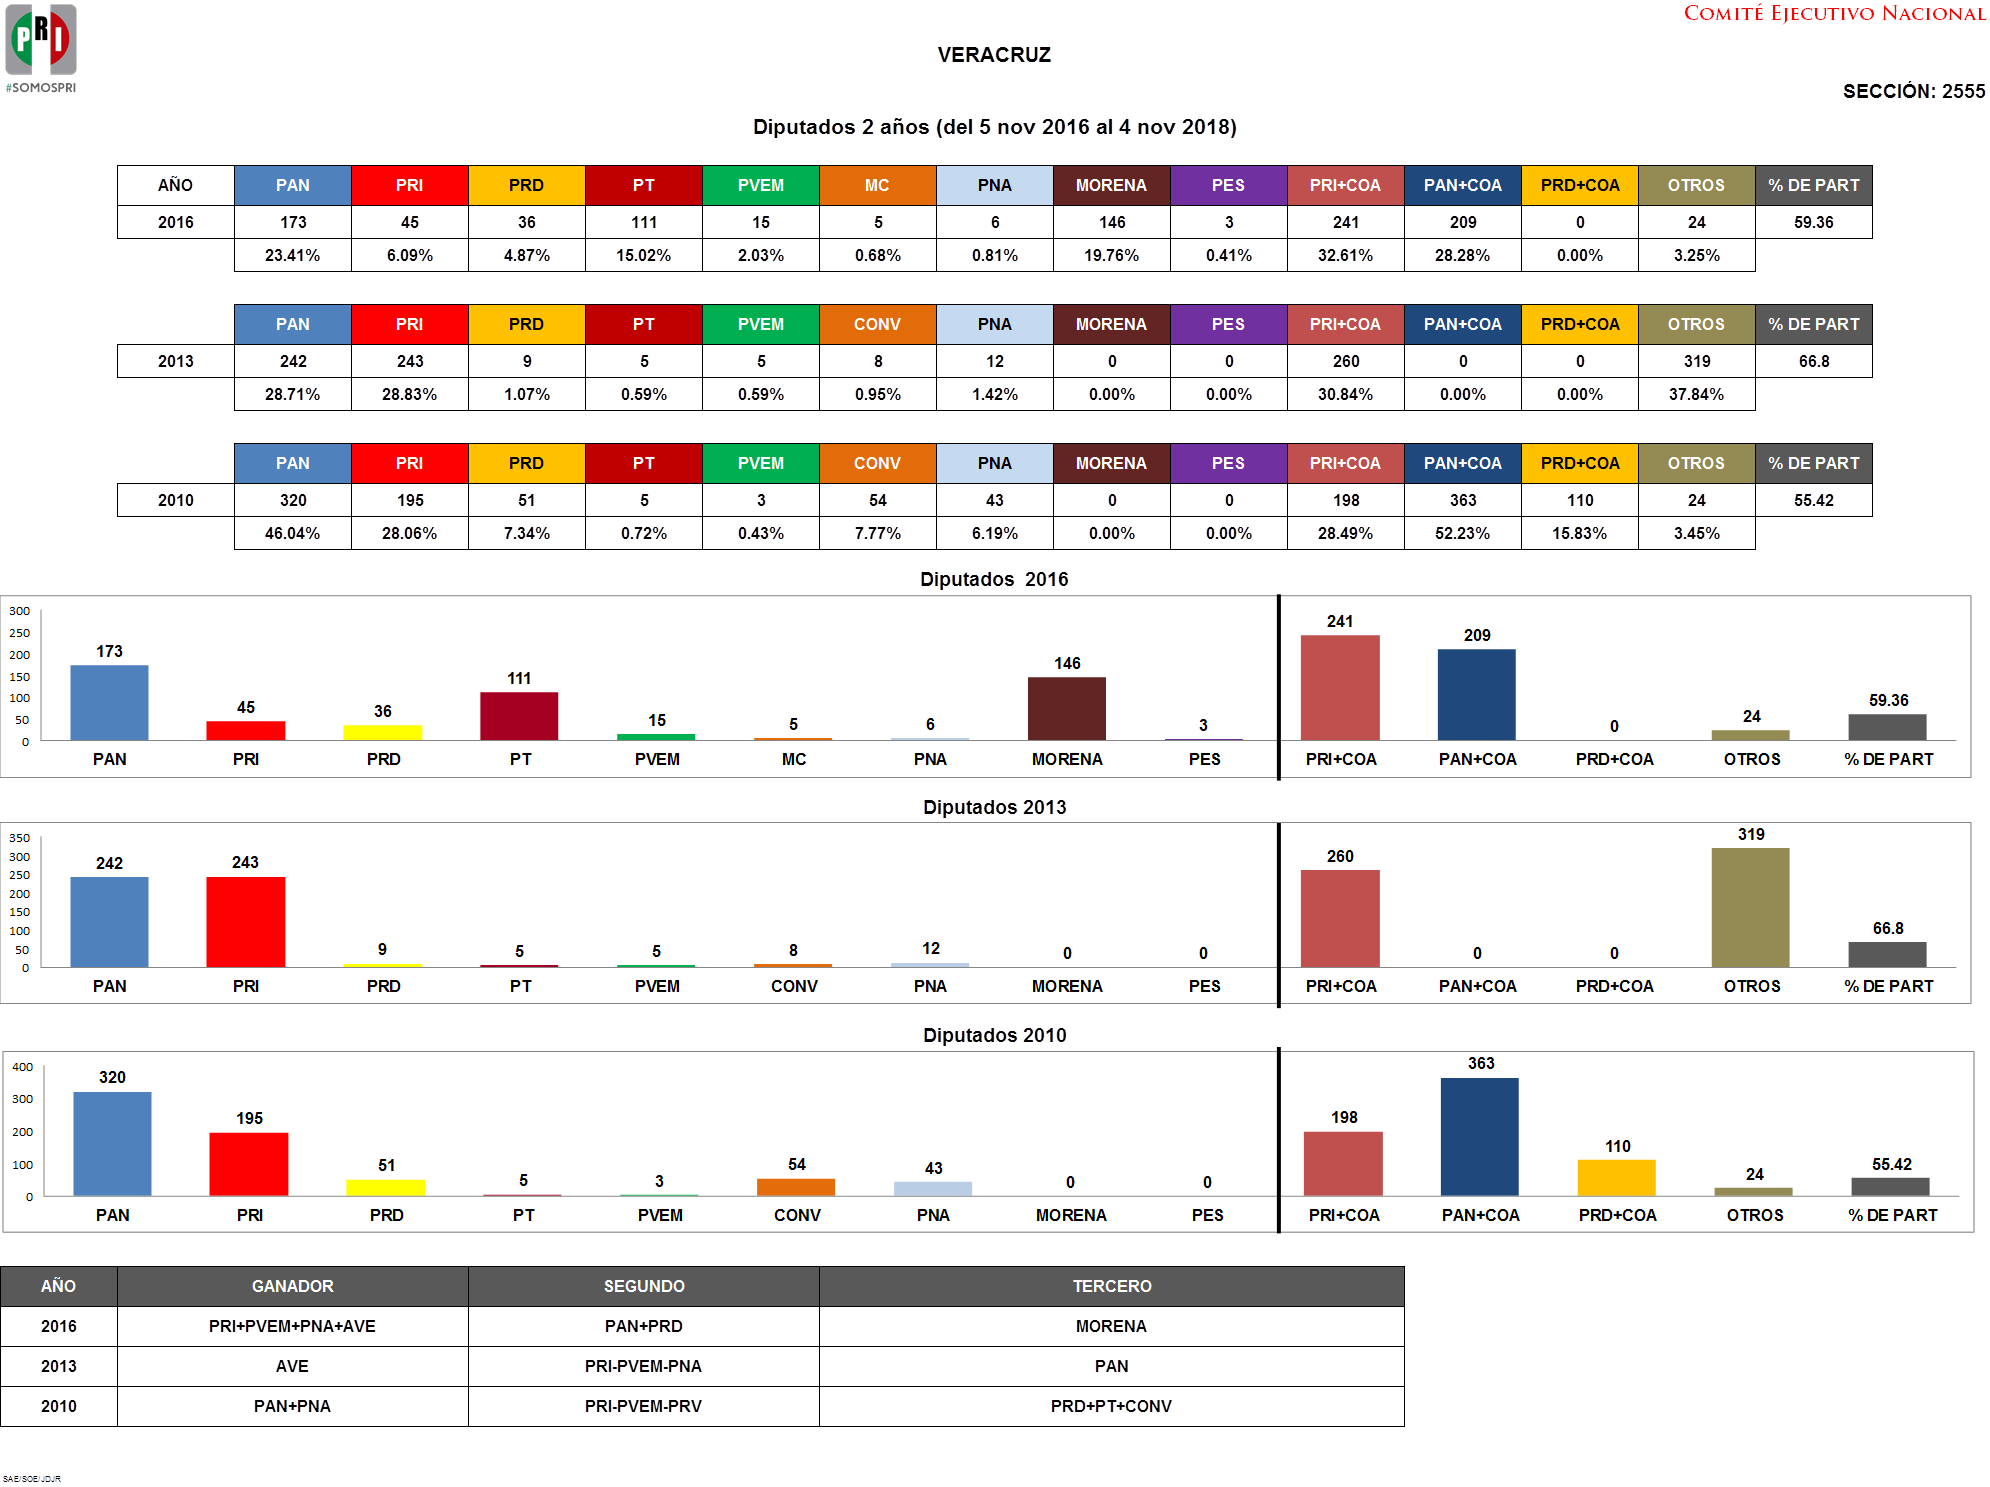 COMITÉ EJECUTIVO NACIONAL
PRI
#SOMOSPRI
VERACRUZ
SECCIÓN: 2555
Diputados 2 años (del 5 nov 2016 al 4 nov 2018)
AÑO PAN PRI PRD PT PVEM MC PNA MORENA PES PRI+COA PAN+COA PRD+COA OTROS % DE PART
2016 173 45 36 111 15 5 6 146 3 241 209 0 24 59.36
23.41% 6.09% 4.87% 15.02% 2.03% 0.68% 0.81% 19.76% 0.41% 32.61% 28.28% 0.00% 3.25%
PAN PRI PRD PT PVEM CONV PNA MORENA PES PRI+COA PAN+COA PRD+COA OTROS % DE PART
2013 242 243 9 5 5 8 12 0 0 260 0 0 319 66.8
28.71% 28.83% 1.07% 0.59% 0.59% 0.95% 1.42% 0.00% 0.00% 30.84% 0.00% 0.00% 37.84%
PAN PRI PRD PT PVEM CONV PNA MORENA PES PRI+COA PAN+COA PRD+COA OTROS % DE PART
2010 320 195 51 5 3 54 43 0 0 198 363 110 24 55.42
46.04% 28.06% 7.34% 0.72% 0.43% 7.77% 6.19% 0.00% 0.00% 28.49% 52.23% 15.83% 3.45%
Diputados 2016
300
250
200
150
100
50
0
173 45 36 111 15 5 6 146 3 241 209 0 24 59.36
PAN PRI PRD PT PVEM MC PNA MORENA PES PRI+COA PAN+COA PRD+COA OTROS % DE PART
Diputados 2013
350
300
250
200
150
100
50
0
242 243 9 5 5 8 12 0 0 260 0 0 319 66.8
PAN PRI PRD PT PVEM CONV PNA MORENA PES PRI+COA PAN+COA PRD+COA OTROS % DE PART
Diputados 2010
400
300
200
100
0
320 195 51 5 3 54 43 0 0 198 363 110 24 55.42
PAN PRI PRD PT PVEM CONV PNA MORENA PES PRI+COA PAN+COA PRD+COA OTROS % DE PART
AÑO GANADOR SEGUNDO TERCERO
2016 PRI+PVEM+PNA+AVE PAN+PRD MORENA
2013 AVE PRI-PVEM-PNA PAN
2010 PAN+PNA PRI-PVEM-PRV PRD+PT+CONV
SAE/SOE/JDJR